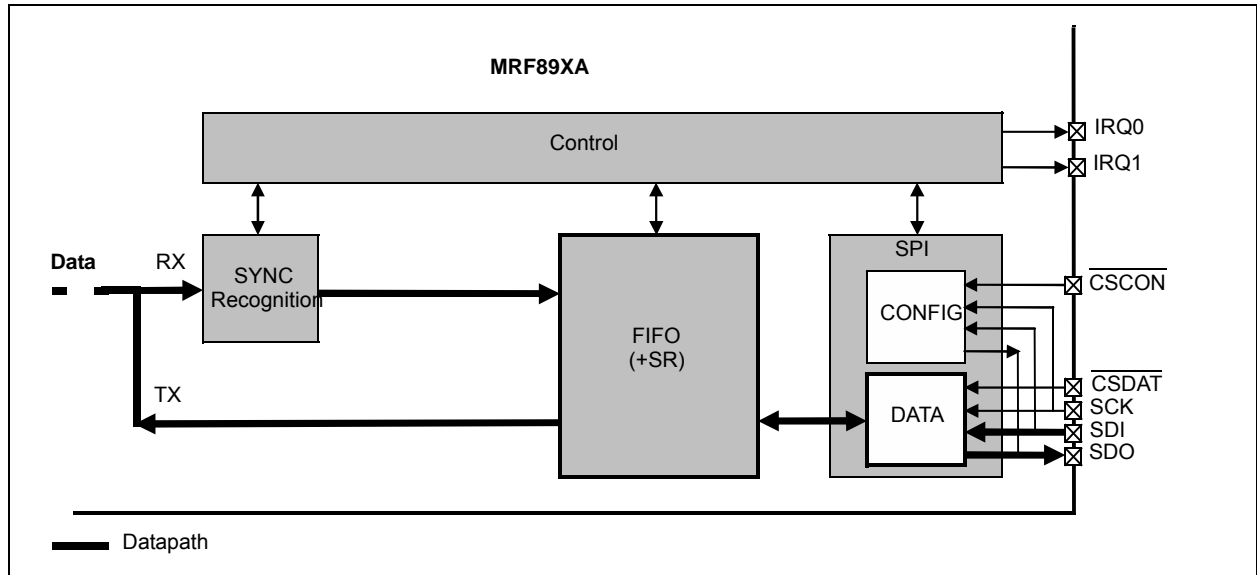 MRF89XA
Control
IRQ0
IRQ1
Data
RX
SYNC
Recognition
FIFO
(+SR)
TX
SPI
CONFIG
DATA
CSCON
CSDAT
SCK
SDI
SDO
Datapath